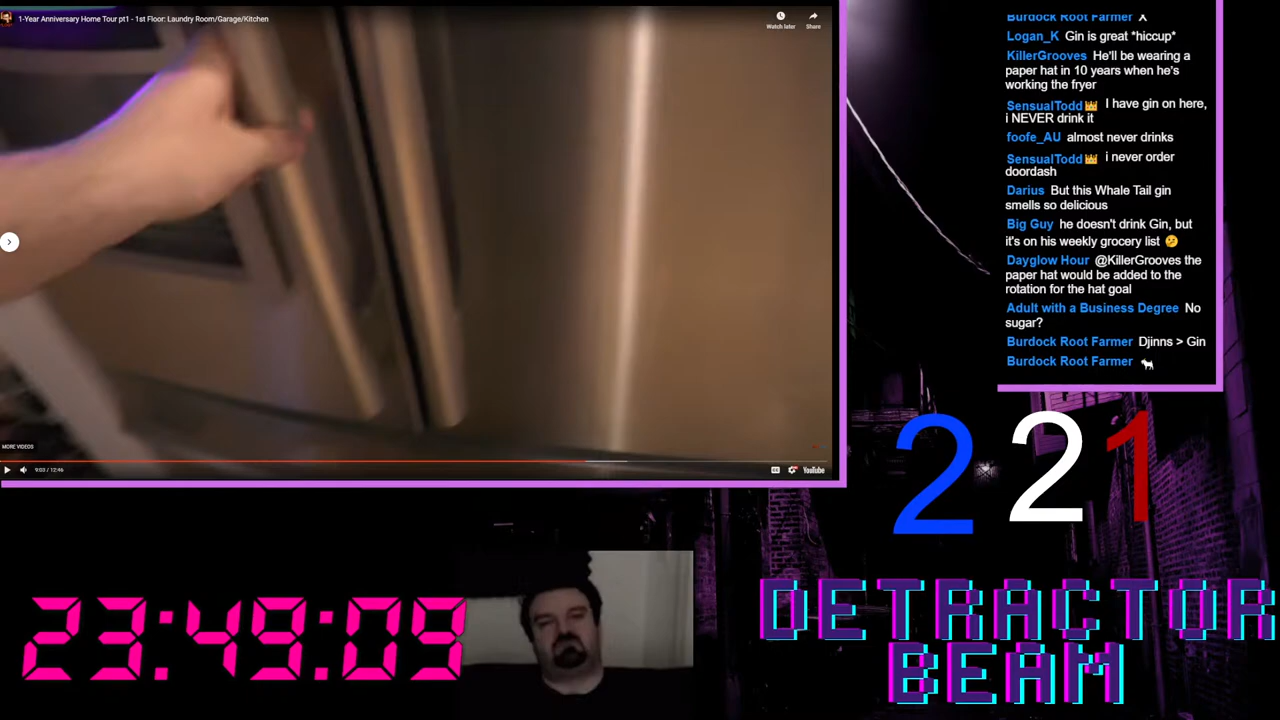 1-Year Anniversary Home Tour pt1 - 1st Floor: Laundry Room/Garage/Kitchen
Watch later
Share
MORE VIDEOS
9:03 / 12:46
CC
YouTube
Burdock Root Farmer
Logan_K Gin is great *hiccup*
KillerGrooves He'll be wearing a
paper hat in 10 years when he's
working the fryer
SensualTodd I have gin on here,
i NEVER drink it
foofe_AU almost never drinks
SensualTodd i never order
doordash
Darius But this Whale Tail gin
smells so delicious
Big Guy he doesn't drink Gin, but
it's on his weekly grocery list
Dayglow Hour @KillerGrooves the
paper hat would be added to the
rotation for the hat goal
Adult with a Business Degree No
sugar?
Burdock Root Farmer Djinns > Gin
Burdock Root Farmer
221
23:49:09
DETRACTOR
BEAM